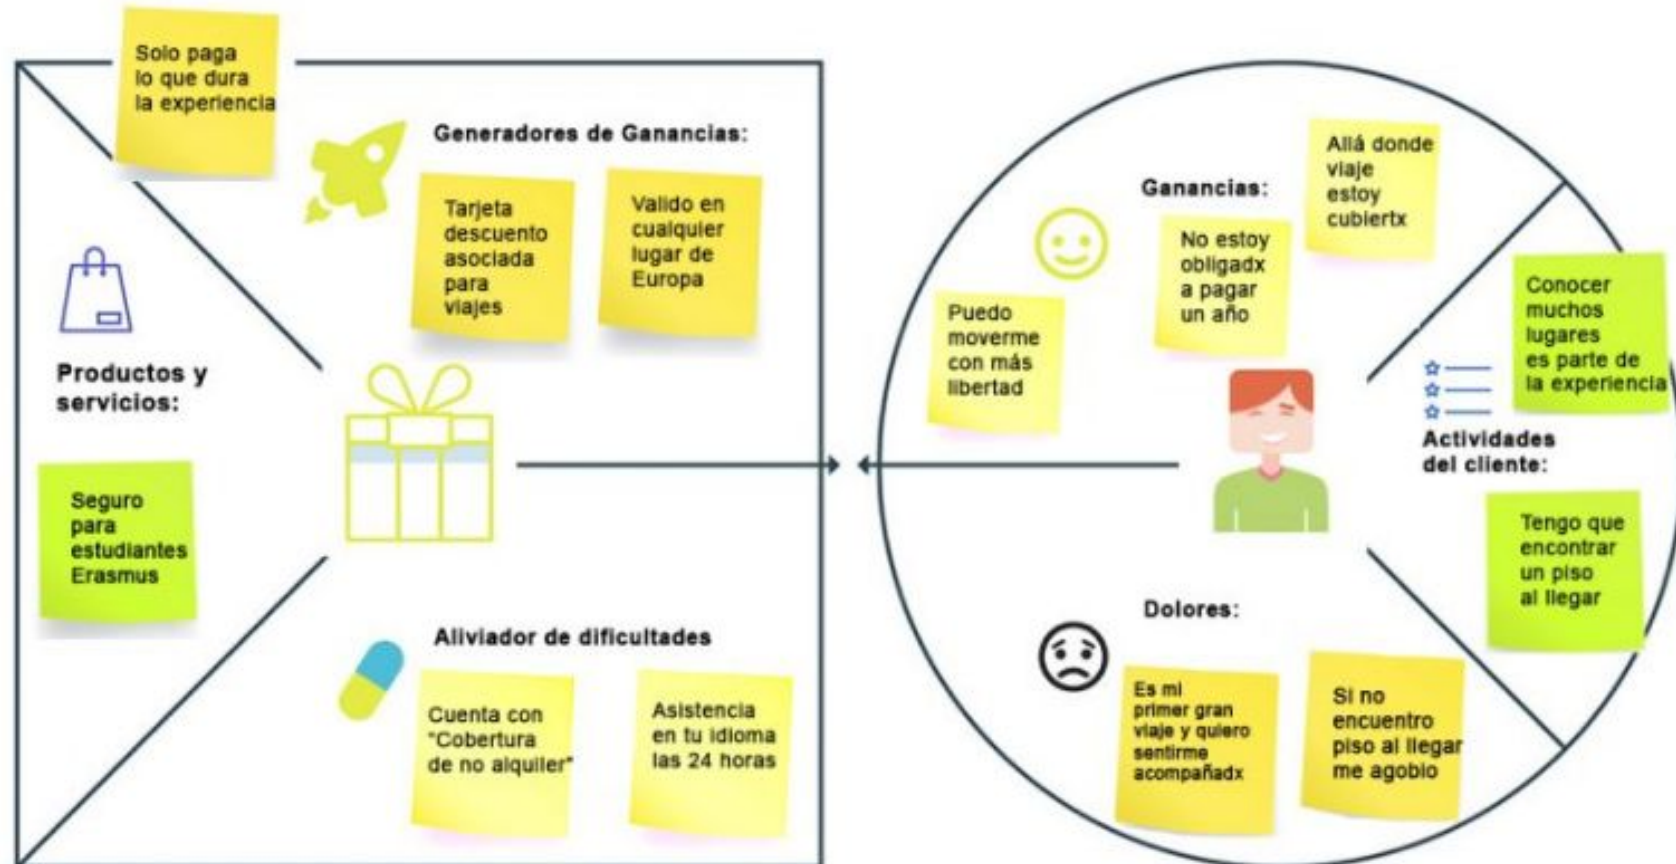 Solo paga
lo que dura
la experiencia
Generadores de Ganancias:
Tarjeta
descuento
asociada
para
viajes
Valido en
cualquier
lugar de
Europa
Productos y
servicios:
Seguro
para
estudiantes
Erasmus
Aliviador de dificultades
Cuenta con
"Cobertura
de no alquiler"
Asistencia
en tu idioma
las 24 horas
Ganancias:
Allá donde
viaje
estoy
cubiertx
No estoy
obligadx
a pagar
un año
Puedo
moverme
con más
libertad
Conocer
muchos
lugares
es parte de
la experiencia
Actividades
del cliente:
Tengo que
encontrar
un piso
al llegar
Dolores:
Es mi
primer gran
viaje y quiero
sentirme
acompañadx
Si no
encuentro
piso al llegar
me agobio